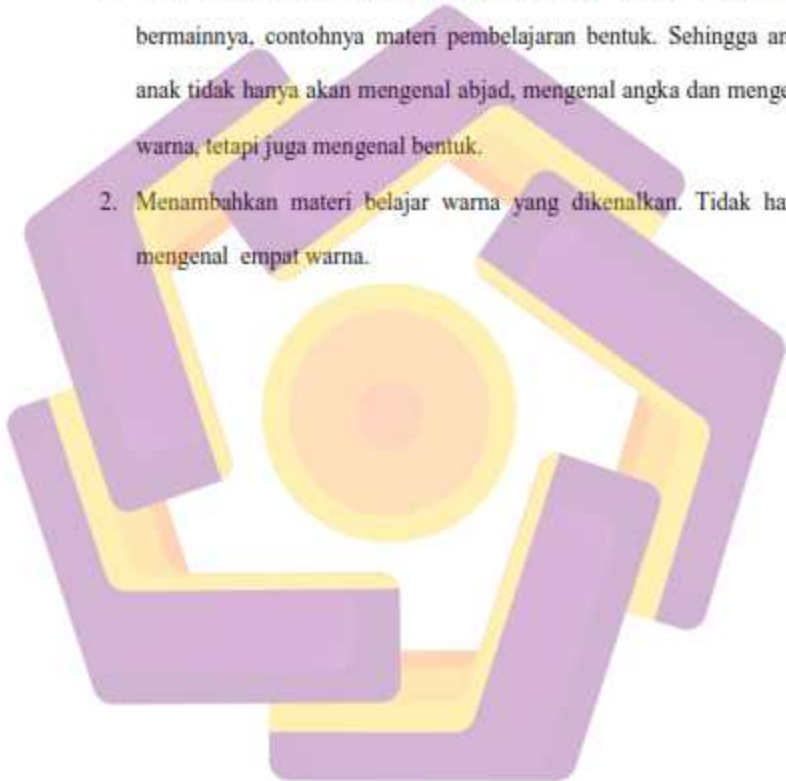 bermainnya, contohnya materi pembelajaran bentuk. Sehingga
anak tidak hanya akan mengenal abjad, mengenal angka dan
warna, tetapi juga mengenal bentuk.
2. Menambahkan materi belajar warna yang dikenalkan. Tidak
mengenal empat warna.